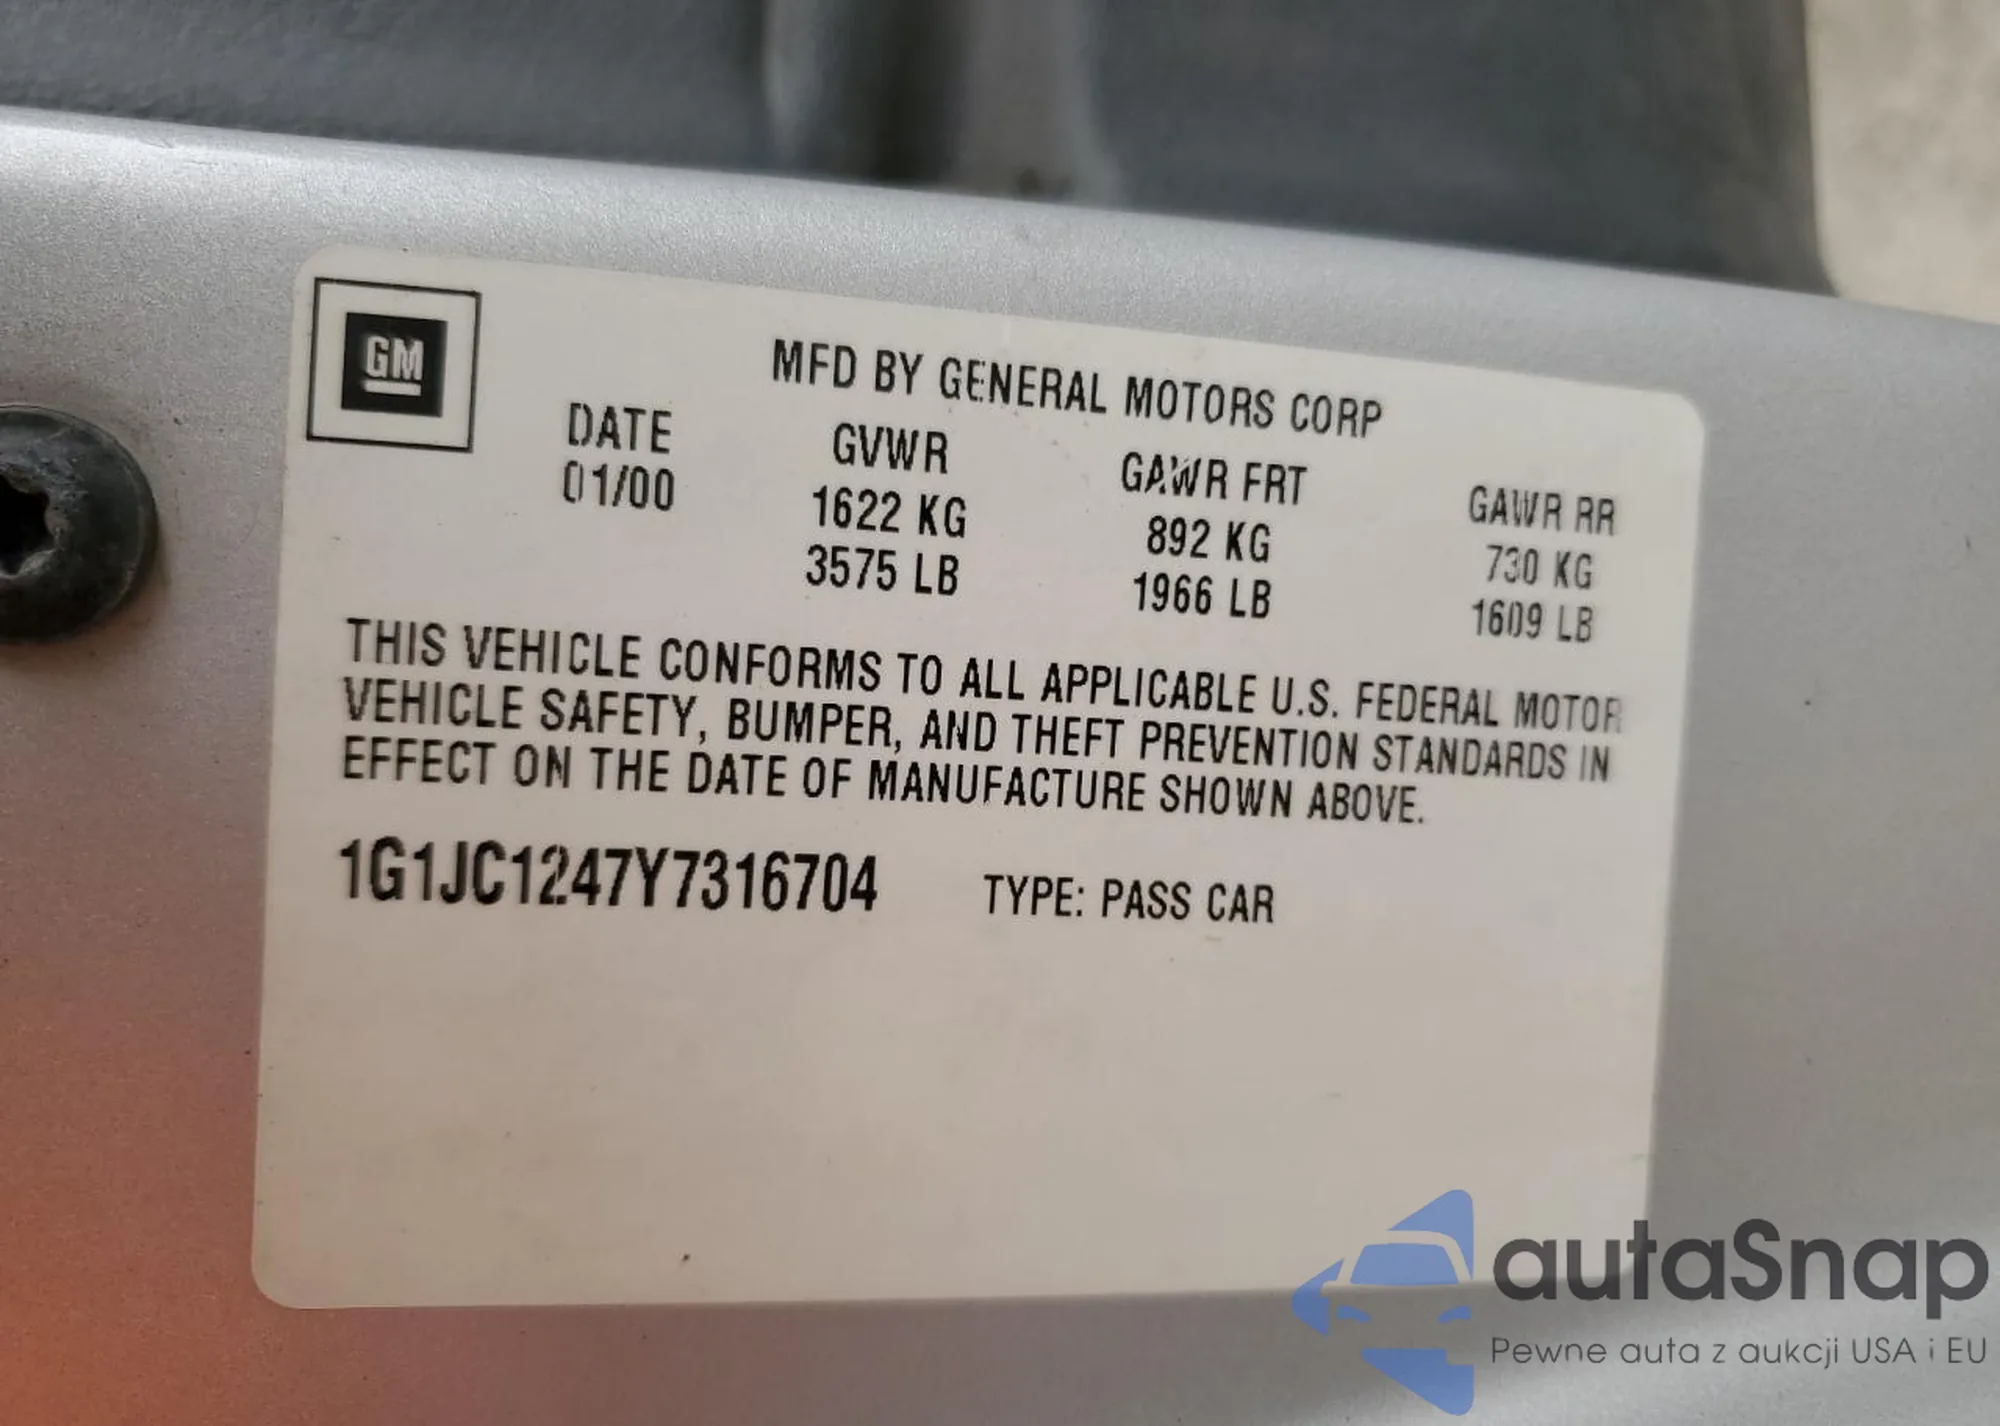 GM
MFD BY GENERAL MOTORS CORP
DATE GVWR GAWR FRT GAWR RR
01/00 1622 KG 892 KG 730 KG
3575 LB 1966 LB 1609 LB
THIS VEHICLE CONFORMS TO ALL APPLICABLE U.S. FEDERAL MOTOR
VEHICLE SAFETY, BUMPER, AND THEFT PREVENTION STANDARDS IN
EFFECT ON THE DATE OF MANUFACTURE SHOWN ABOVE.
1G1JC1247Y7316704 TYPE: PASS CAR
autaSnap
Pewne auta z aukcji USA i EU